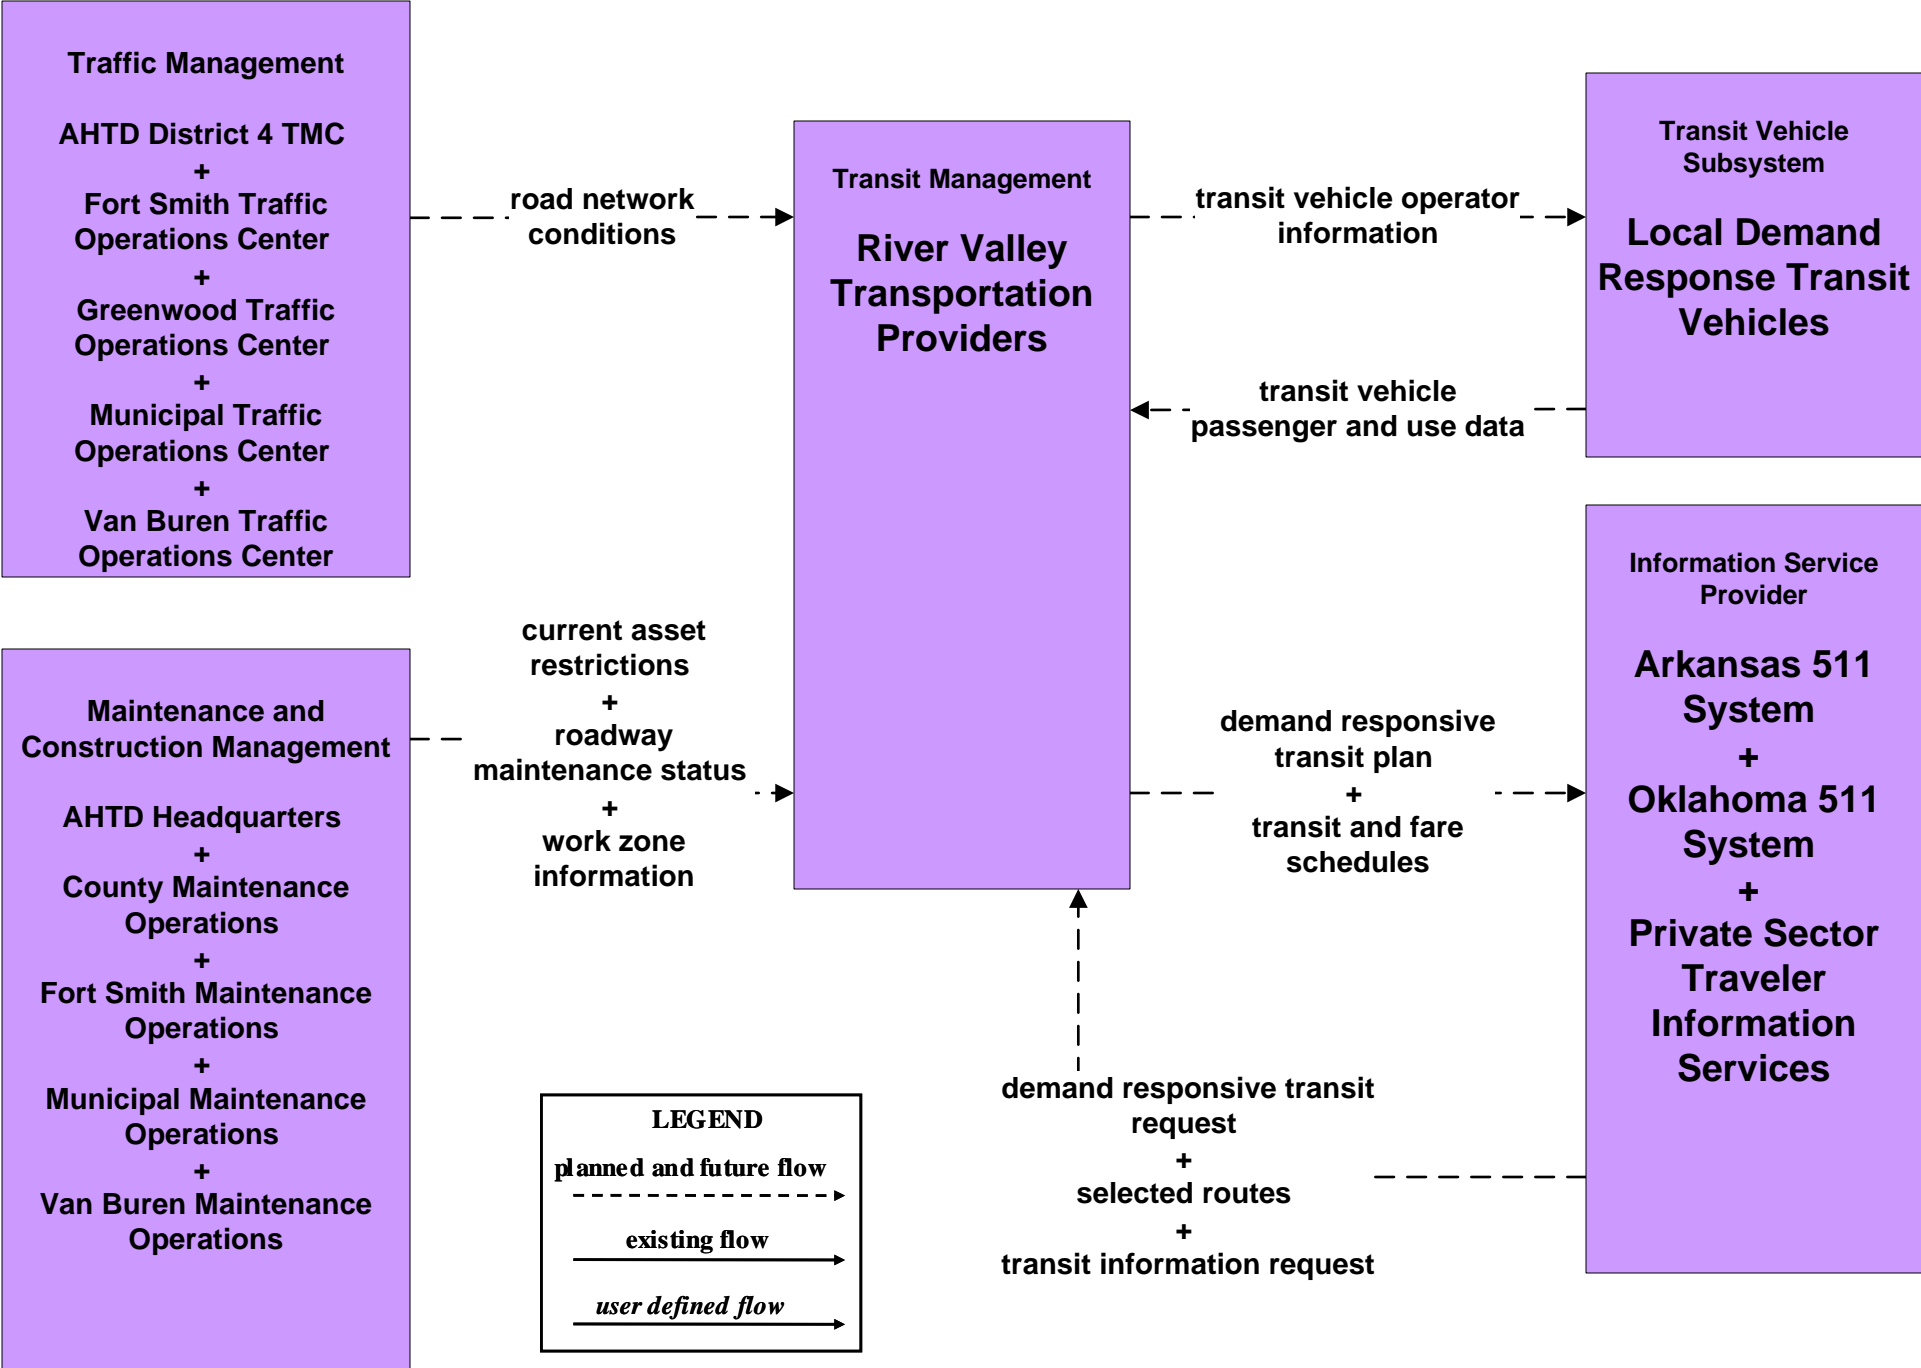 Traffic Management
AHTD District 4 TMC
+
Fort Smith Traffic
Operations Center
+
Greenwood Traffic
Operations Center
+
Municipal Traffic
Operations Center
+
Van Buren Traffic
Operations Center
road network
conditions
Transit Management
River Valley
Transportation
Providers
transit vehicle operator
information
transit vehicle
passenger and use data
Transit Vehicle
Subsystem
Local Demand
Response Transit
Vehicles
Maintenance and
Construction Management
AHTD Headquarters
+
County Maintenance
Operations
+
Fort Smith Maintenance
Operations
+
Municipal Maintenance
Operations
+
Van Buren Maintenance
Operations
current asset
restrictions
+
roadway
maintenance status
+
work zone
information
demand responsive
transit plan
+
transit and fare
schedules
Information Service
Provider
Arkansas 511
System
+
Oklahoma 511
System
+
Private Sector
Traveler
Information
Services
demand responsive transit
request
+
selected routes
+
transit information request
LEGEND
planned and future flow
existing flow
user defined flow